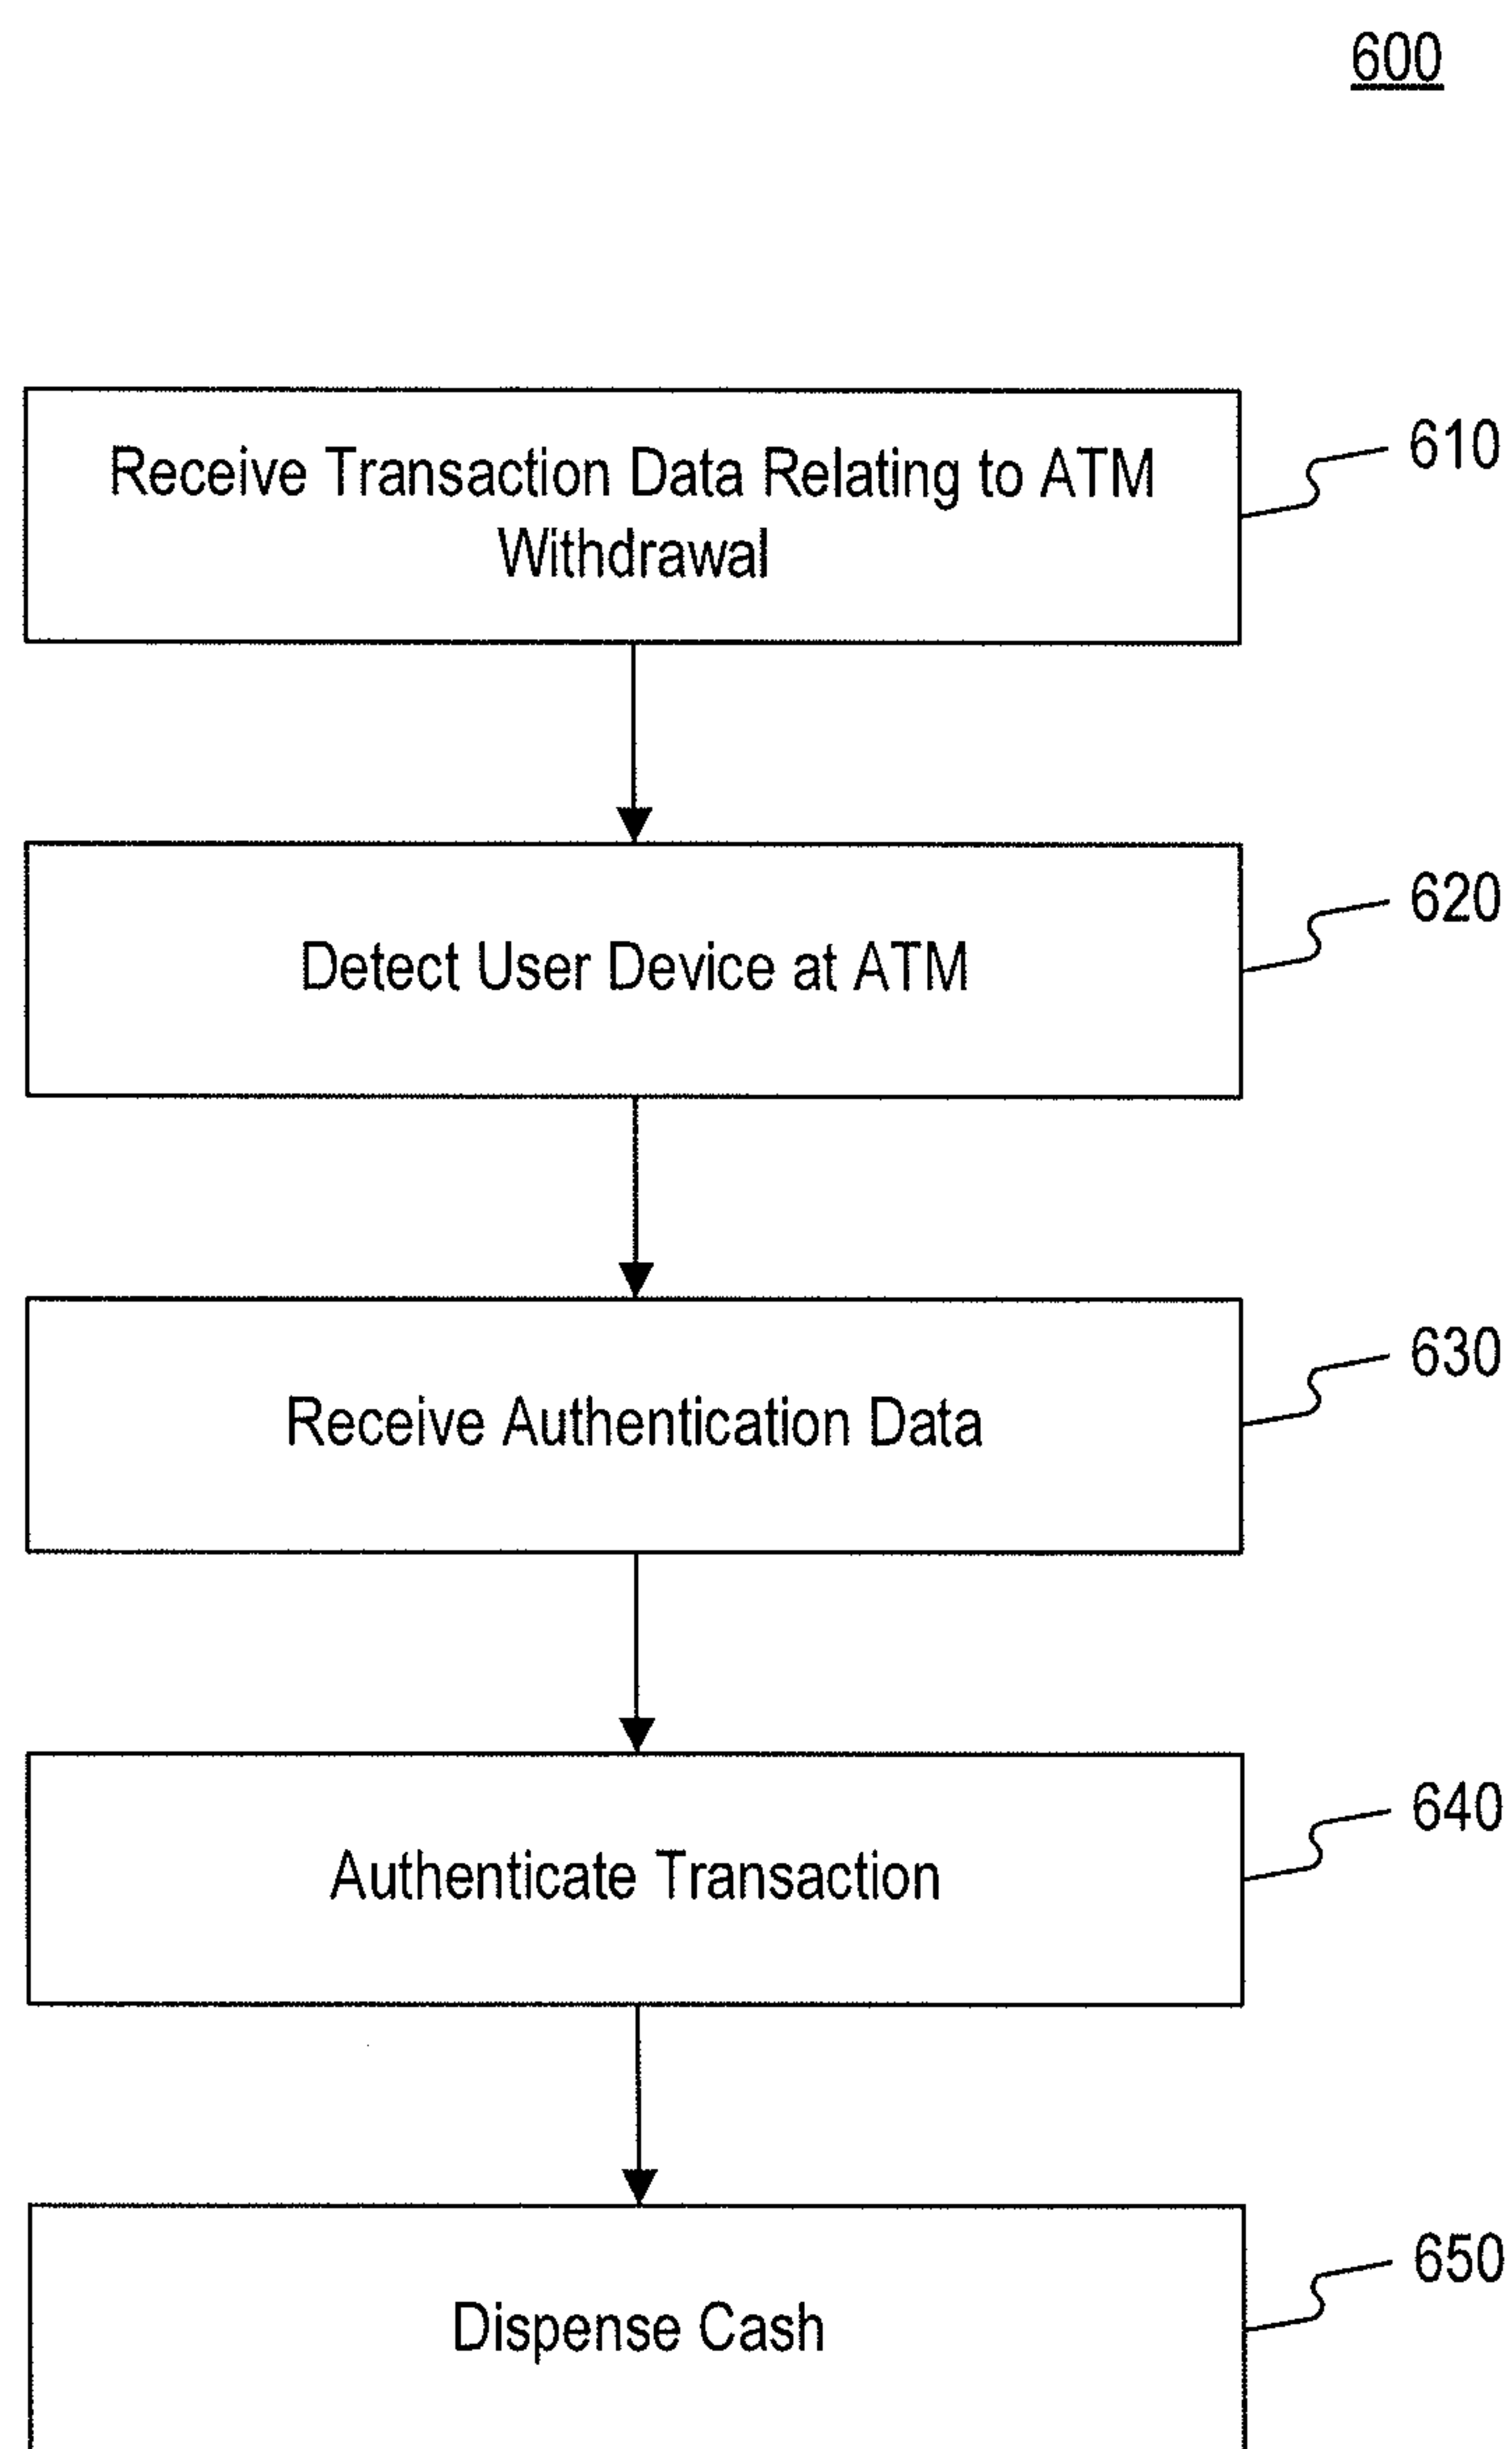 600
Receive Transaction Data Relating to ATM
Withdrawal
610
Detect User Device at ATM
620
Receive Authentication Data
630
Authenticate Transaction
640
Dispense Cash
650